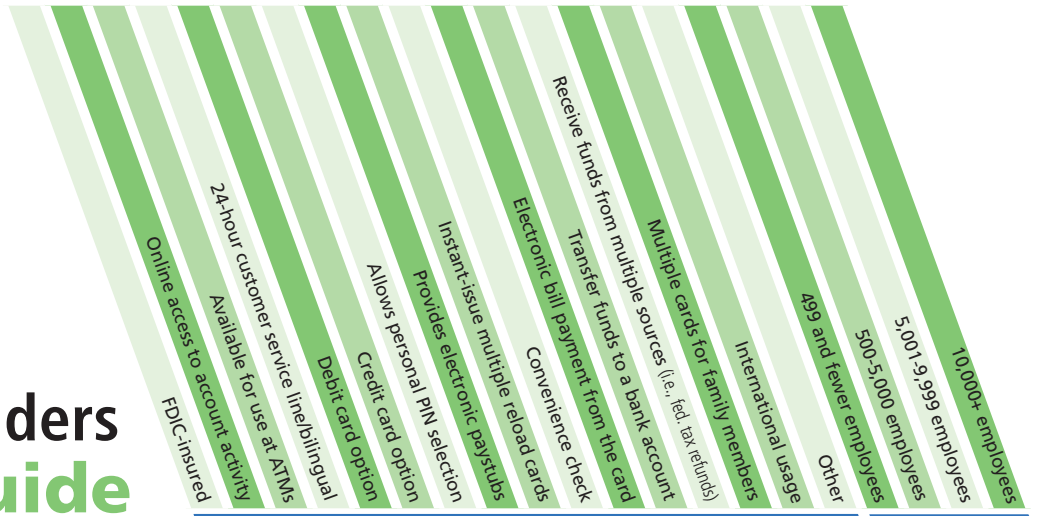 ders
uide
FDIC-insured
Online access to account activity
Available for use at ATMs
24-hour customer service line/bilingual
Debit card option
Credit card option
Allows personal PIN selection
Provides electronic paystubs
Instant-issue multiple reload cards
Convenience check
Electronic bill payment from the card
Transfer funds to a bank account
Receive funds from multiple sources (i.e., fed. tax refunds)
Multiple cards for family members
International usage
Other
499 and fewer employees
500-5,000 employees
5,001-9,999 employees
10,000+ employees